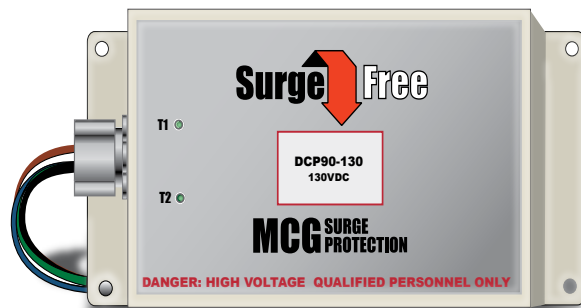 Surge Free
T1
DCP90-130
130VDC
T2
MCG SURGE
PROTECTION
DANGER: HIGH VOLTAGE QUALIFIED PERSONNEL ONLY